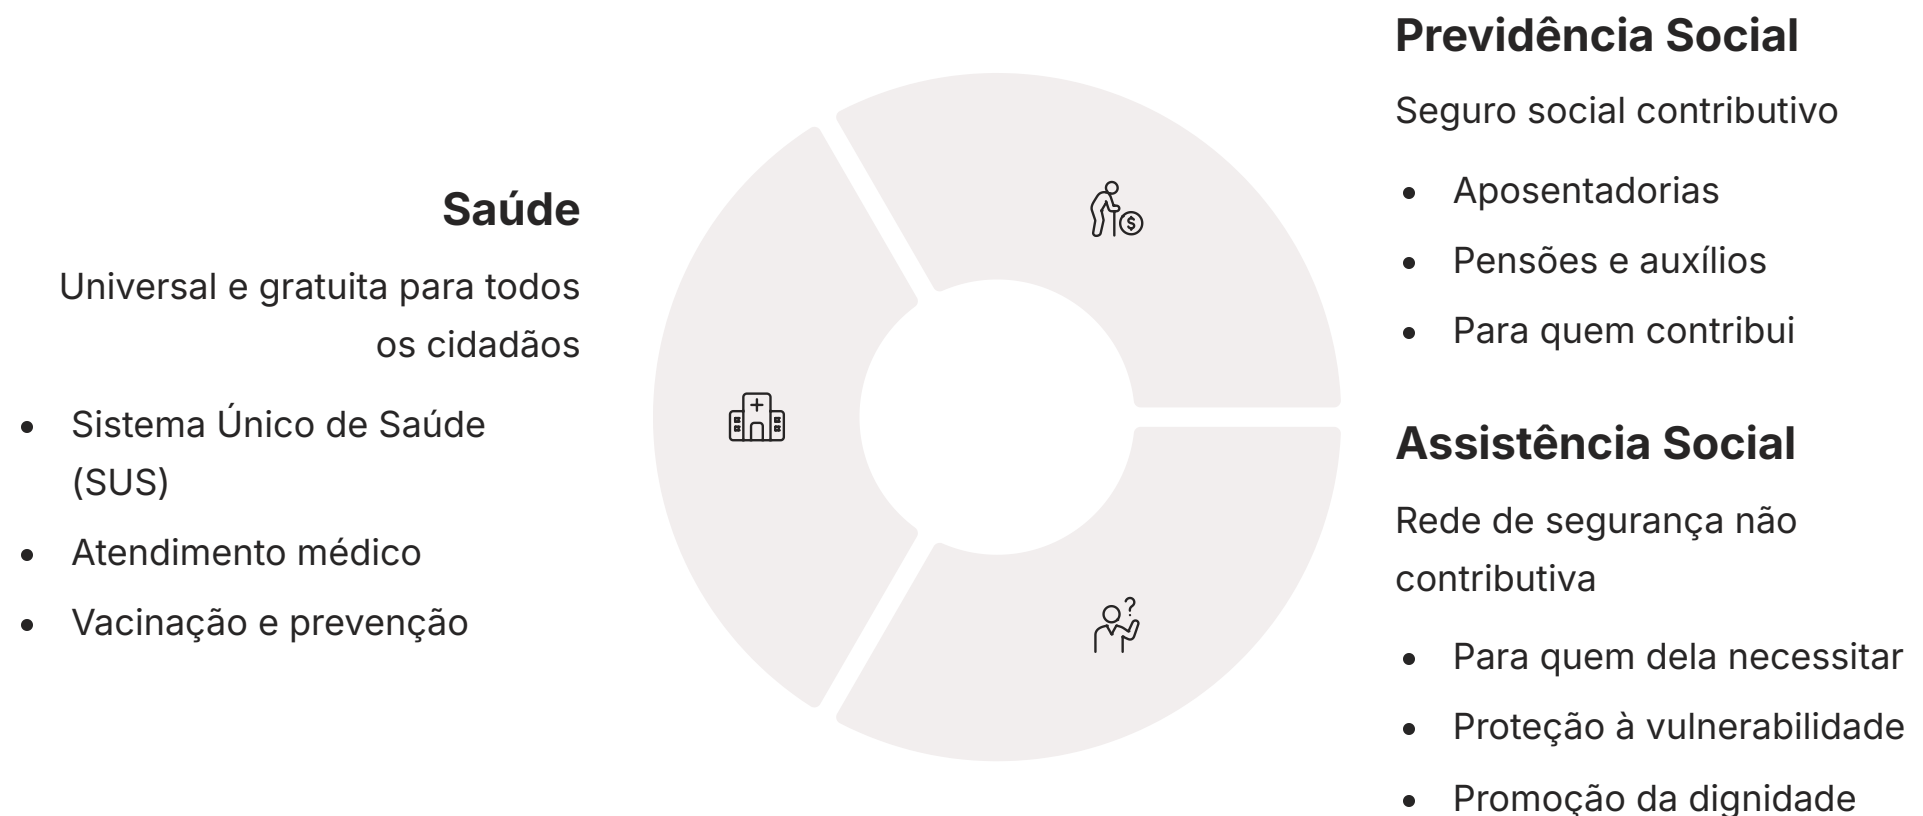 Saúde
Universal e gratuita para todos
os cidadãos
• Sistema Único de Saúde
(SUS)
• Atendimento médico
• Vacinação e prevenção
Previdência Social
Seguro social contributivo
• Aposentadorias
• Pensões e auxílios
• Para quem contribui
Assistência Social
Rede de segurança não
contributiva
• Para quem dela necessitar
• Proteção à vulnerabilidade
• Promoção da dignidade
$
?